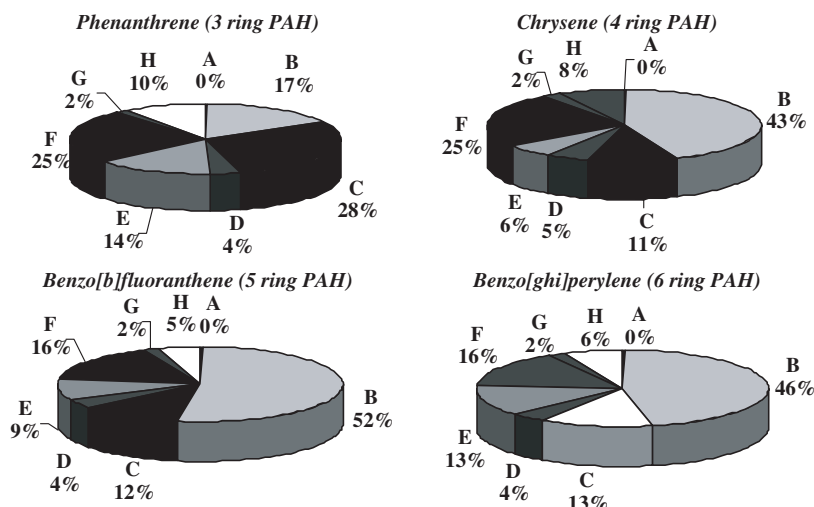 Phenanthrene (3 ring PAH)
A
0%
B
17%
C
28%
D
4%
E
14%
F
25%
G
2%
H
10%
Chrysene (4 ring PAH)
A
0%
B
43%
C
11%
D
5%
E
6%
F
25%
G
2%
H
8%
Benzo[b]fluoranthene (5 ring PAH)
A
0%
B
52%
C
12%
D
4%
E
9%
F
16%
G
2%
H
5%
Benzo[ghi]perylene (6 ring PAH)
A
0%
B
46%
C
13%
D
4%
E
13%
F
16%
G
2%
H
6%